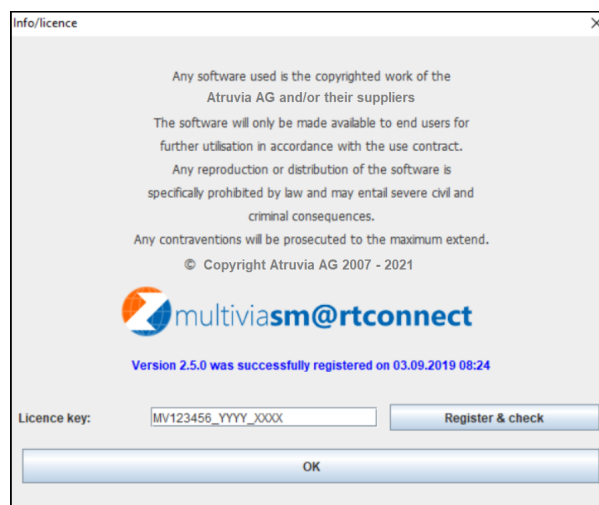 Info/licence
Any software used is the copyrighted work of the
Atruvia AG and/or their suppliers
The software will only be made available to end users for
further utilisation in accordance with the use contract.
Any reproduction or distribution of the software is
specifically prohibited by law and may entail severe civil and
criminal consequences.
Any contraventions will be prosecuted to the maximum extend.
© Copyright Atruvia AG 2007 - 2021
multiviasm@rtconnect
Version 2.5.0 was successfully registered on 03.09.2019 08:24
Licence key: MV123456_YYYY_XXXX Register & check
OK